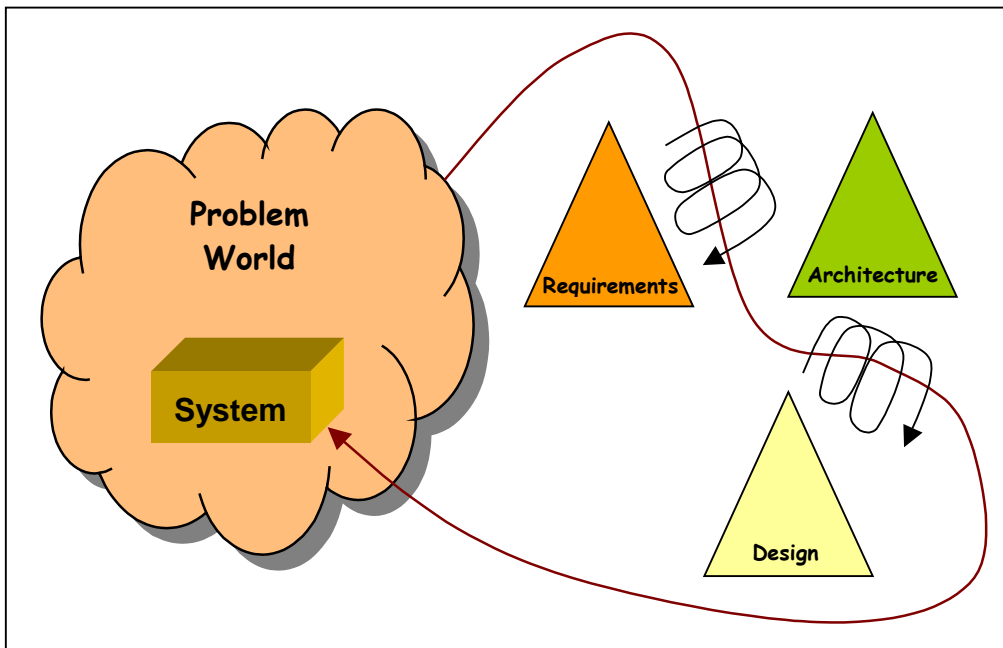 Problem
World
System
Requirements
Architecture
Design